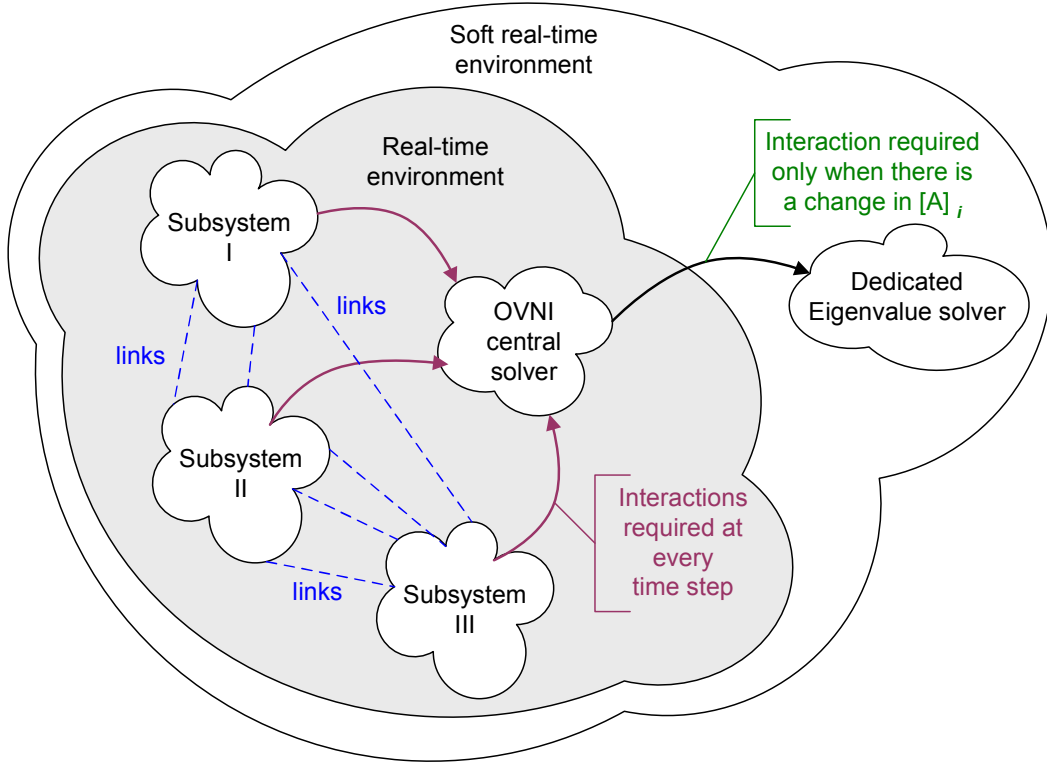 Soft real-time
environment
Real-time
environment
Interaction required
only when there is
a change in [A] i
Subsystem
I
links
OVNI
central
solver
Dedicated
Eigenvalue solver
links
Subsystem
II
Interactions
required at
every
time step
links
Subsystem
III